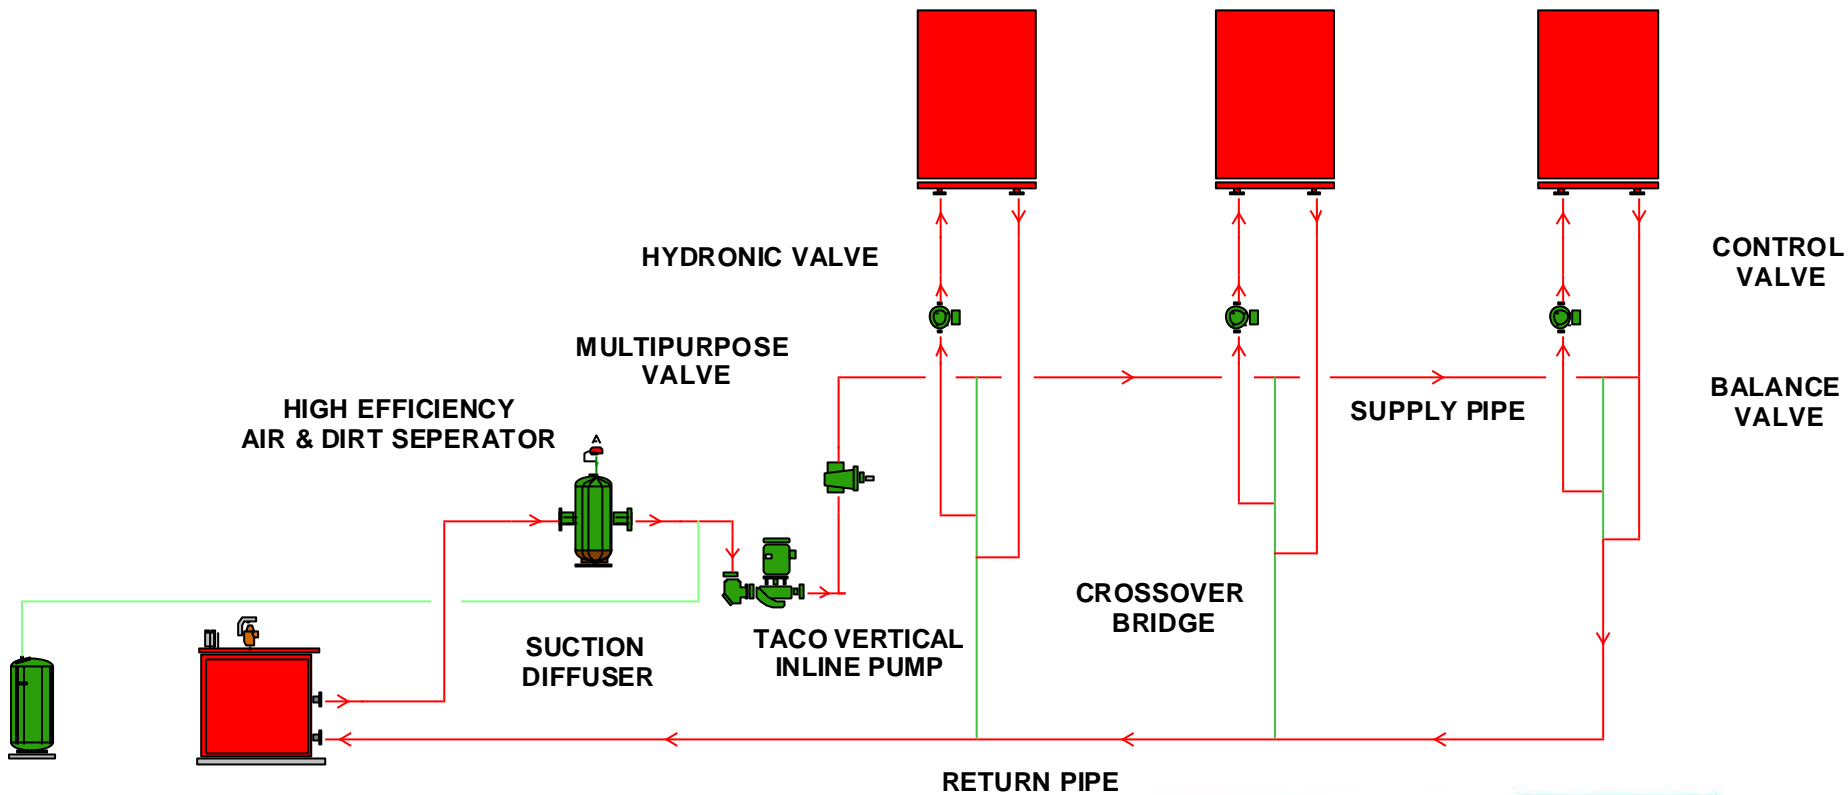 HYDRONIC VALVE
CONTROL
VALVE
MULTIPURPOSE
VALVE
HIGH EFFICIENCY
AIR & DIRT SEPERATOR
SUPPLY PIPE
BALANCE
VALVE
SUCTION
DIFFUSER
TACO VERTICAL
INLINE PUMP
CROSSOVER
BRIDGE
RETURN PIPE